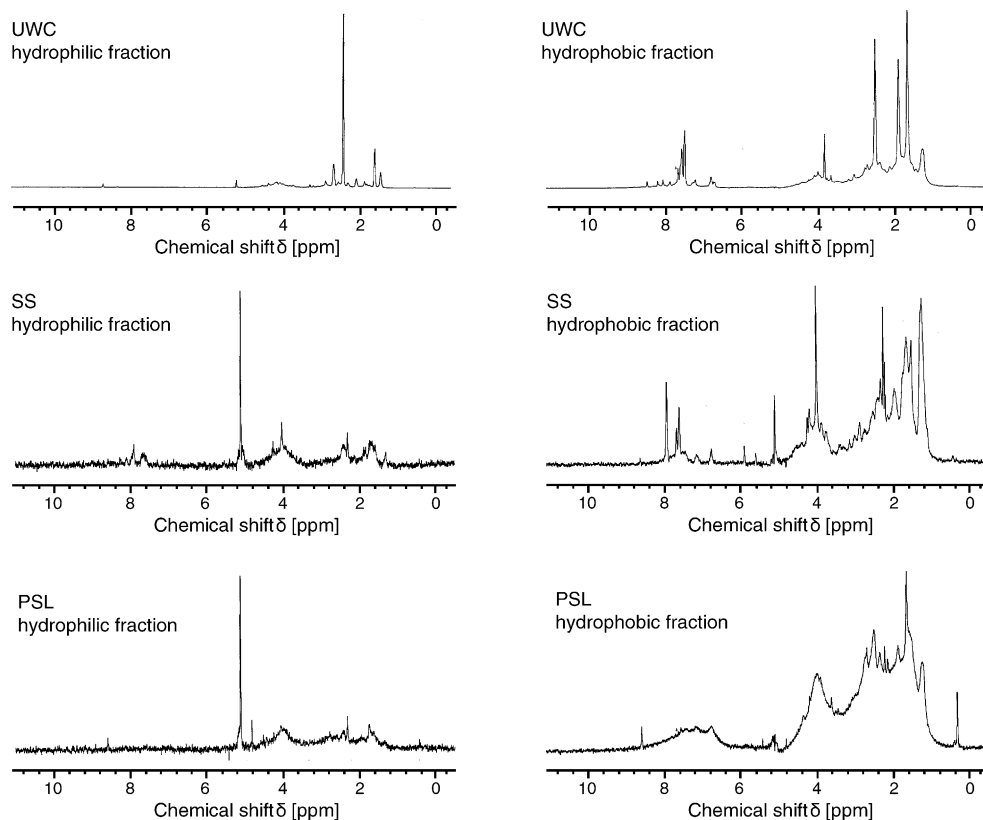 UWC
hydrophilic fraction
10 8 6 4 2 0
Chemical shift δ [ppm]
UWC
hydrophobic fraction
10 8 6 4 2 0
Chemical shift δ [ppm]
SS
hydrophilic fraction
10 8 6 4 2 0
Chemical shift δ [ppm]
SS
hydrophobic fraction
10 8 6 4 2 0
Chemical shift δ [ppm]
PSL
hydrophilic fraction
10 8 6 4 2 0
Chemical shift δ [ppm]
PSL
hydrophobic fraction
10 8 6 4 2 0
Chemical shift δ [ppm]